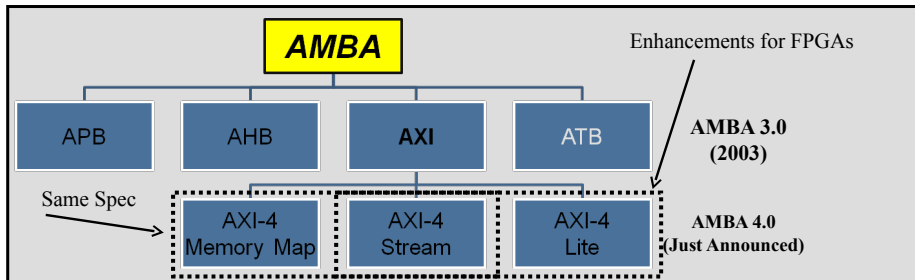 AMBA
Enhancements for FPGAs
APB
AHB
AXI
ATB
AMBA 3.0
(2003)
Same Spec
AXI-4
Memory Map
AXI-4
Stream
AXI-4
Lite
AMBA 4.0
(Just Announced)